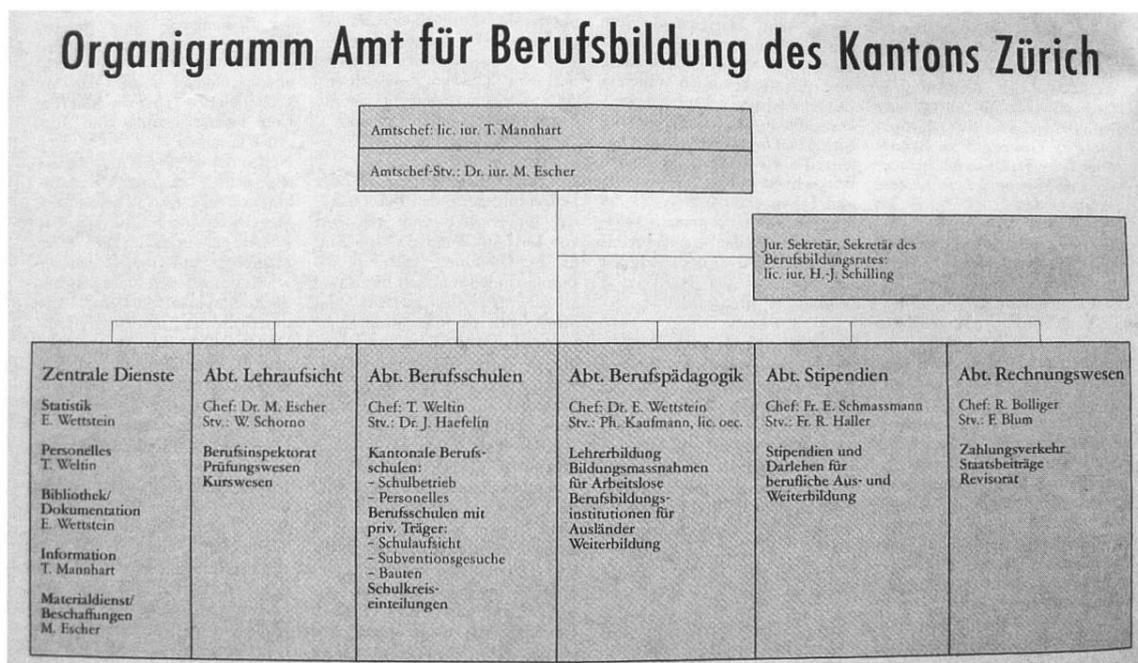 Organigramm Amt für Berufsbildung des Kantons Zürich
Amtschef: lic. iur. T. Mannhart
Amtschef-Stv.: Dr. iur. M. Escher
Jur. Sekretär, Sekretär des
Berufsbildungsrates:
lic. iur. H.-J. Schilling
Zentrale Dienste
Statistik
E. Wettstein
Personelles
T. Weltin
Bibliothek/
Dokumentation
E. Wettstein
Information
T. Mannhart
Materialdienst/
Beschaffungen
M. Escher
Abt. Lehraufsicht
Chef: Dr. M. Escher
Stv.: W. Schorno
Berufsinspektorat
Prüfungswesen
Kurswesen
Abt. Berufsschulen
Chef: T. Weltin
Stv.: Dr. J. Haefelin
Kantonale Berufs-
schulen:
– Schulbetrieb
– Personelles
Berufsschulen mit
priv. Träger:
– Schulaufsicht
– Subventionsgesuche
– Bauten
Schulkreis-
einteilungen
Abt. Berufspädagogik
Chef: Dr. E. Wettstein
Stv.: Ph. Kaufmann, lic. oec.
Lehrerbildung
Bildungsmassnahmen
für Arbeitslose
Berufsbildungs-
institutionen für
Ausländer
Weiterbildung
Abt. Stipendien
Chef: Fr. E. Schmassmann
Stv.: Fr. R. Haller
Stipendien und
Darlehen für
berufliche Aus- und
Weiterbildung
Abt. Rechnungswesen
Chef: R. Bolliger
Stv.: F. Blum
Zahlungsverkehr
Staatsbeiträge
Revisorat